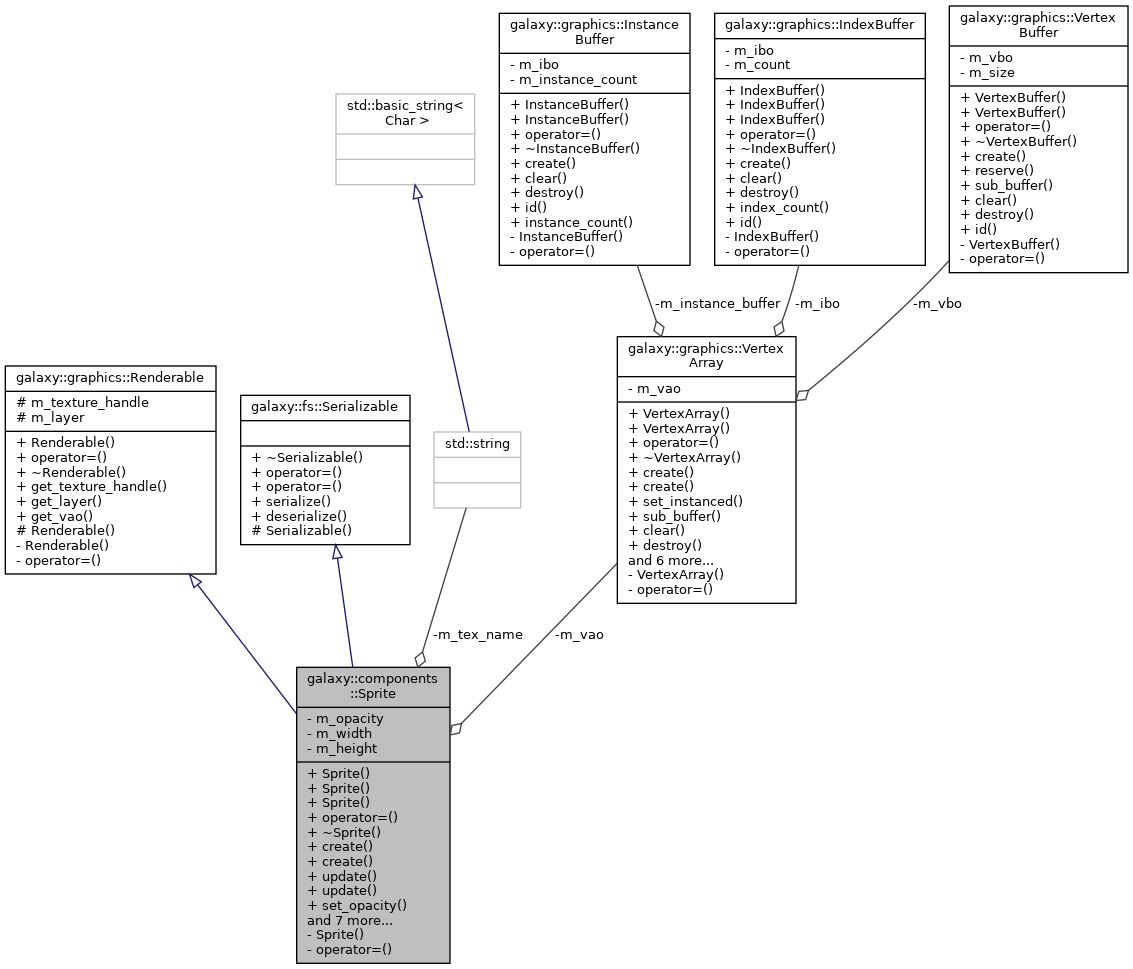 galaxy::graphics::Instance
Buffer
- m_ibo
- m_instance_count
+ InstanceBuffer()
+ InstanceBuffer()
+ operator=()
+ ~InstanceBuffer()
+ create()
+ clear()
+ destroy()
+ id()
+ instance_count()
- InstanceBuffer()
- operator=()
galaxy::graphics::IndexBuffer
- m_ibo
- m_count
+ IndexBuffer()
+ IndexBuffer()
+ IndexBuffer()
+ operator=()
+ ~IndexBuffer()
+ create()
+ clear()
+ destroy()
+ index_count()
+ id()
- IndexBuffer()
- operator=()
galaxy::graphics::Vertex
Buffer
- m_vbo
- m_size
+ VertexBuffer()
+ VertexBuffer()
+ operator=()
+ ~VertexBuffer()
+ create()
+ reserve()
+ sub_buffer()
+ clear()
+ destroy()
+ id()
- VertexBuffer()
- operator=()
std::basic_string<
Char >
-m_instance_buffer
-m_ibo
-m_vbo
galaxy::graphics::Renderable
# m_texture_handle
# m_layer
+ Renderable()
+ operator=()
+ ~Renderable()
+ get_texture_handle()
+ get_layer()
+ get_vao()
# Renderable()
- Renderable()
- operator=()
galaxy::fs::Serializable
+ ~Serializable()
+ operator=()
+ operator=()
+ serialize()
+ deserialize()
# Serializable()
std::string
galaxy::graphics::Vertex
Array
- m_vao
+ VertexArray()
+ VertexArray()
+ operator=()
+ ~VertexArray()
+ create()
+ create()
+ set_instanced()
+ sub_buffer()
+ clear()
+ destroy()
and 6 more...
- VertexArray()
- operator=()
-m_tex_name
-m_vao
galaxy::components
::Sprite
- m_opacity
- m_width
- m_height
+ Sprite()
+ Sprite()
+ Sprite()
+ operator=()
+ ~Sprite()
+ create()
+ create()
+ update()
+ update()
+ set_opacity()
and 7 more...
- Sprite()
- operator=()